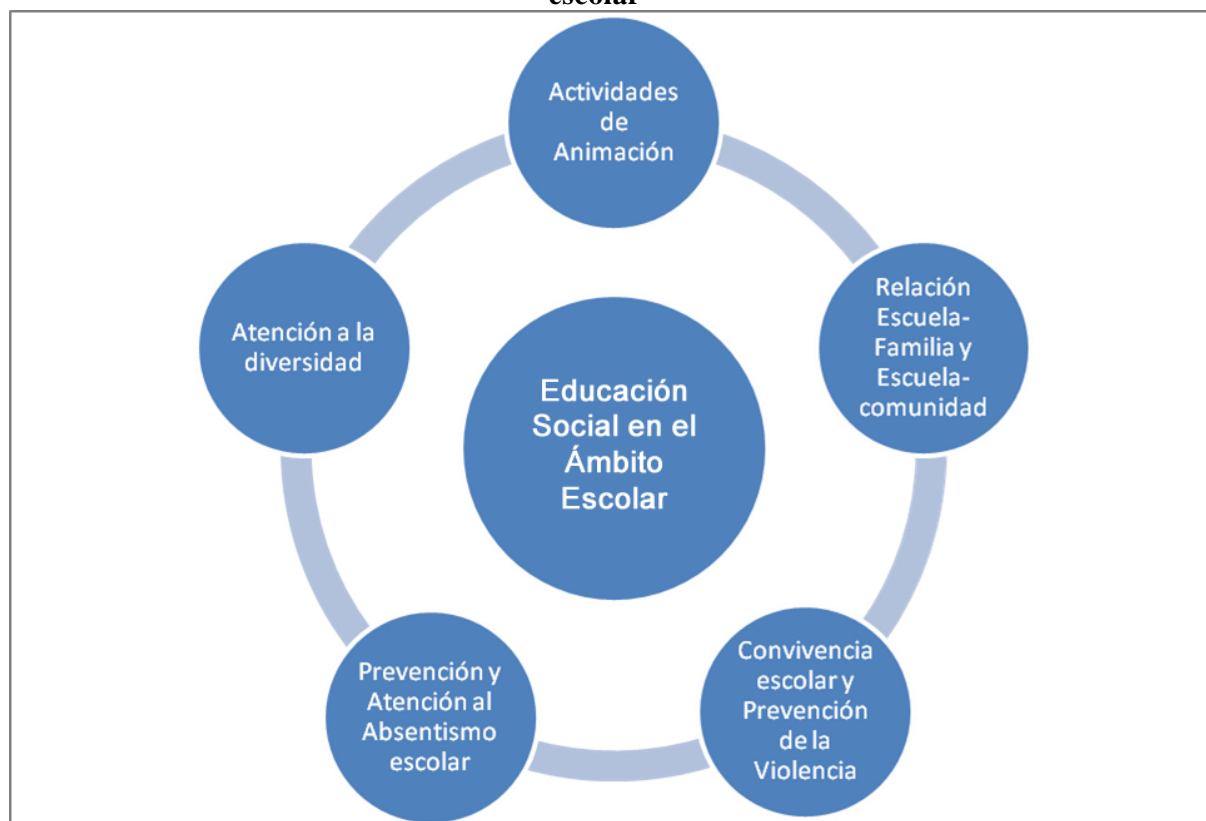 escolar
Actividades
de
Animación
Relación
Escuela-
Familia y
Escuela-
comunidad
Atención a la
diversidad
Educación
Social en el
Ámbito
Escolar
Prevención y
Atención al
Absentismo
escolar
Convivencia
escolar y
Prevención
de la
Violencia